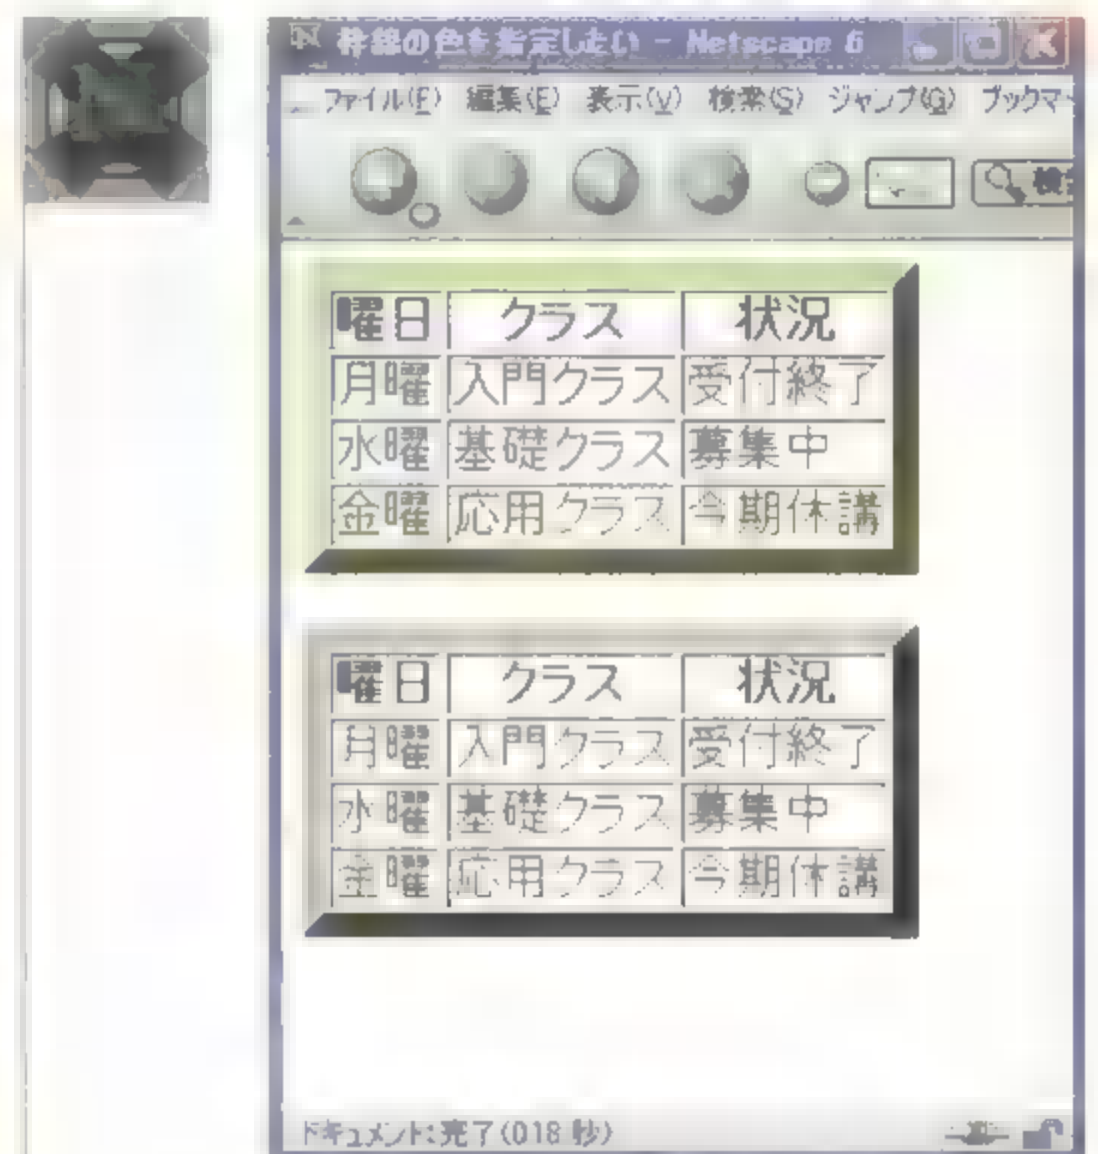 枠線の色を指定したい - Netscape 6
ファイル(F) 編集(E) 表示(V) 検索(S) ジャンプ(G) ブックマ
検
曜日 クラス 状況
月曜 入門クラス 受付終了
水曜 基礎クラス 募集中
金曜 応用クラス 今期休講
曜日 クラス 状況
月曜 入門クラス 受付終了
水曜 基礎クラス 募集中
金曜 応用クラス 今期休講
ドキュメント: 完了(018 秒)